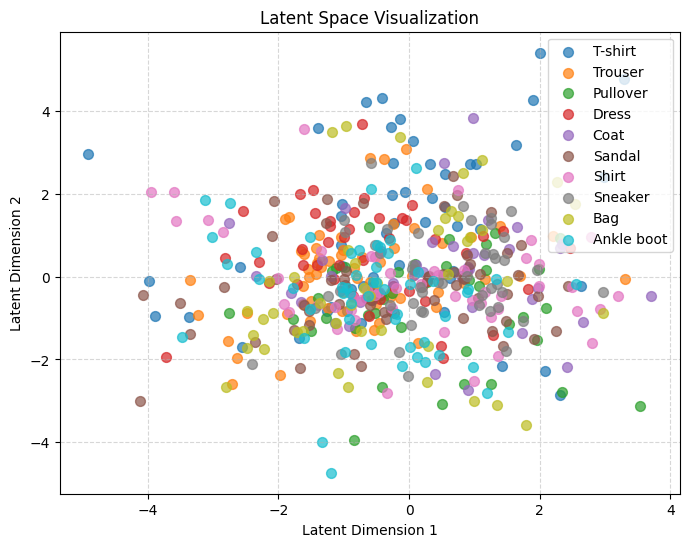 Latent Space Visualization
Latent Dimension 2
4
2
0
−2
−4
T-shirt
Trouser
Pullover
Dress
Coat
Sandal
Shirt
Sneaker
Bag
Ankle boot
−4
−2
0
2
4
Latent Dimension 1